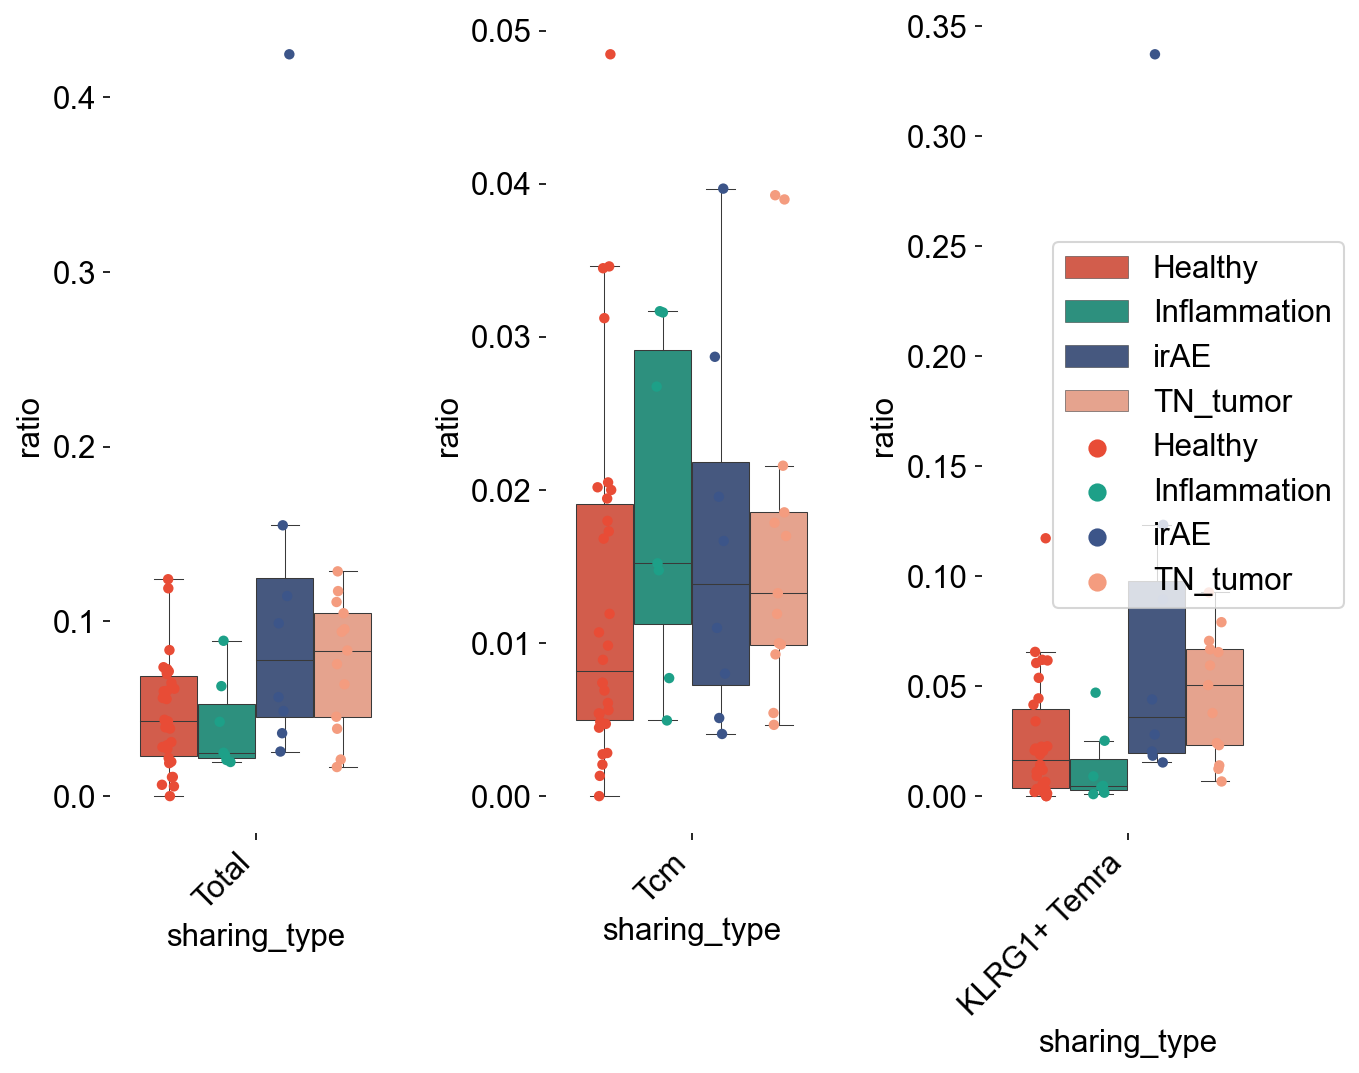 0.4
0.3
0.2
0.1
0.0
ratio
Total
sharing_type
0.05
0.04
0.03
0.02
0.01
0.00
ratio
Tcm
sharing_type
0.35
0.30
0.25
0.20
0.15
0.10
0.05
0.00
ratio
KLRG1+ Temra
sharing_type
Healthy
Inflammation
irAE
TN_tumor
Healthy
Inflammation
irAE
TN_tumor